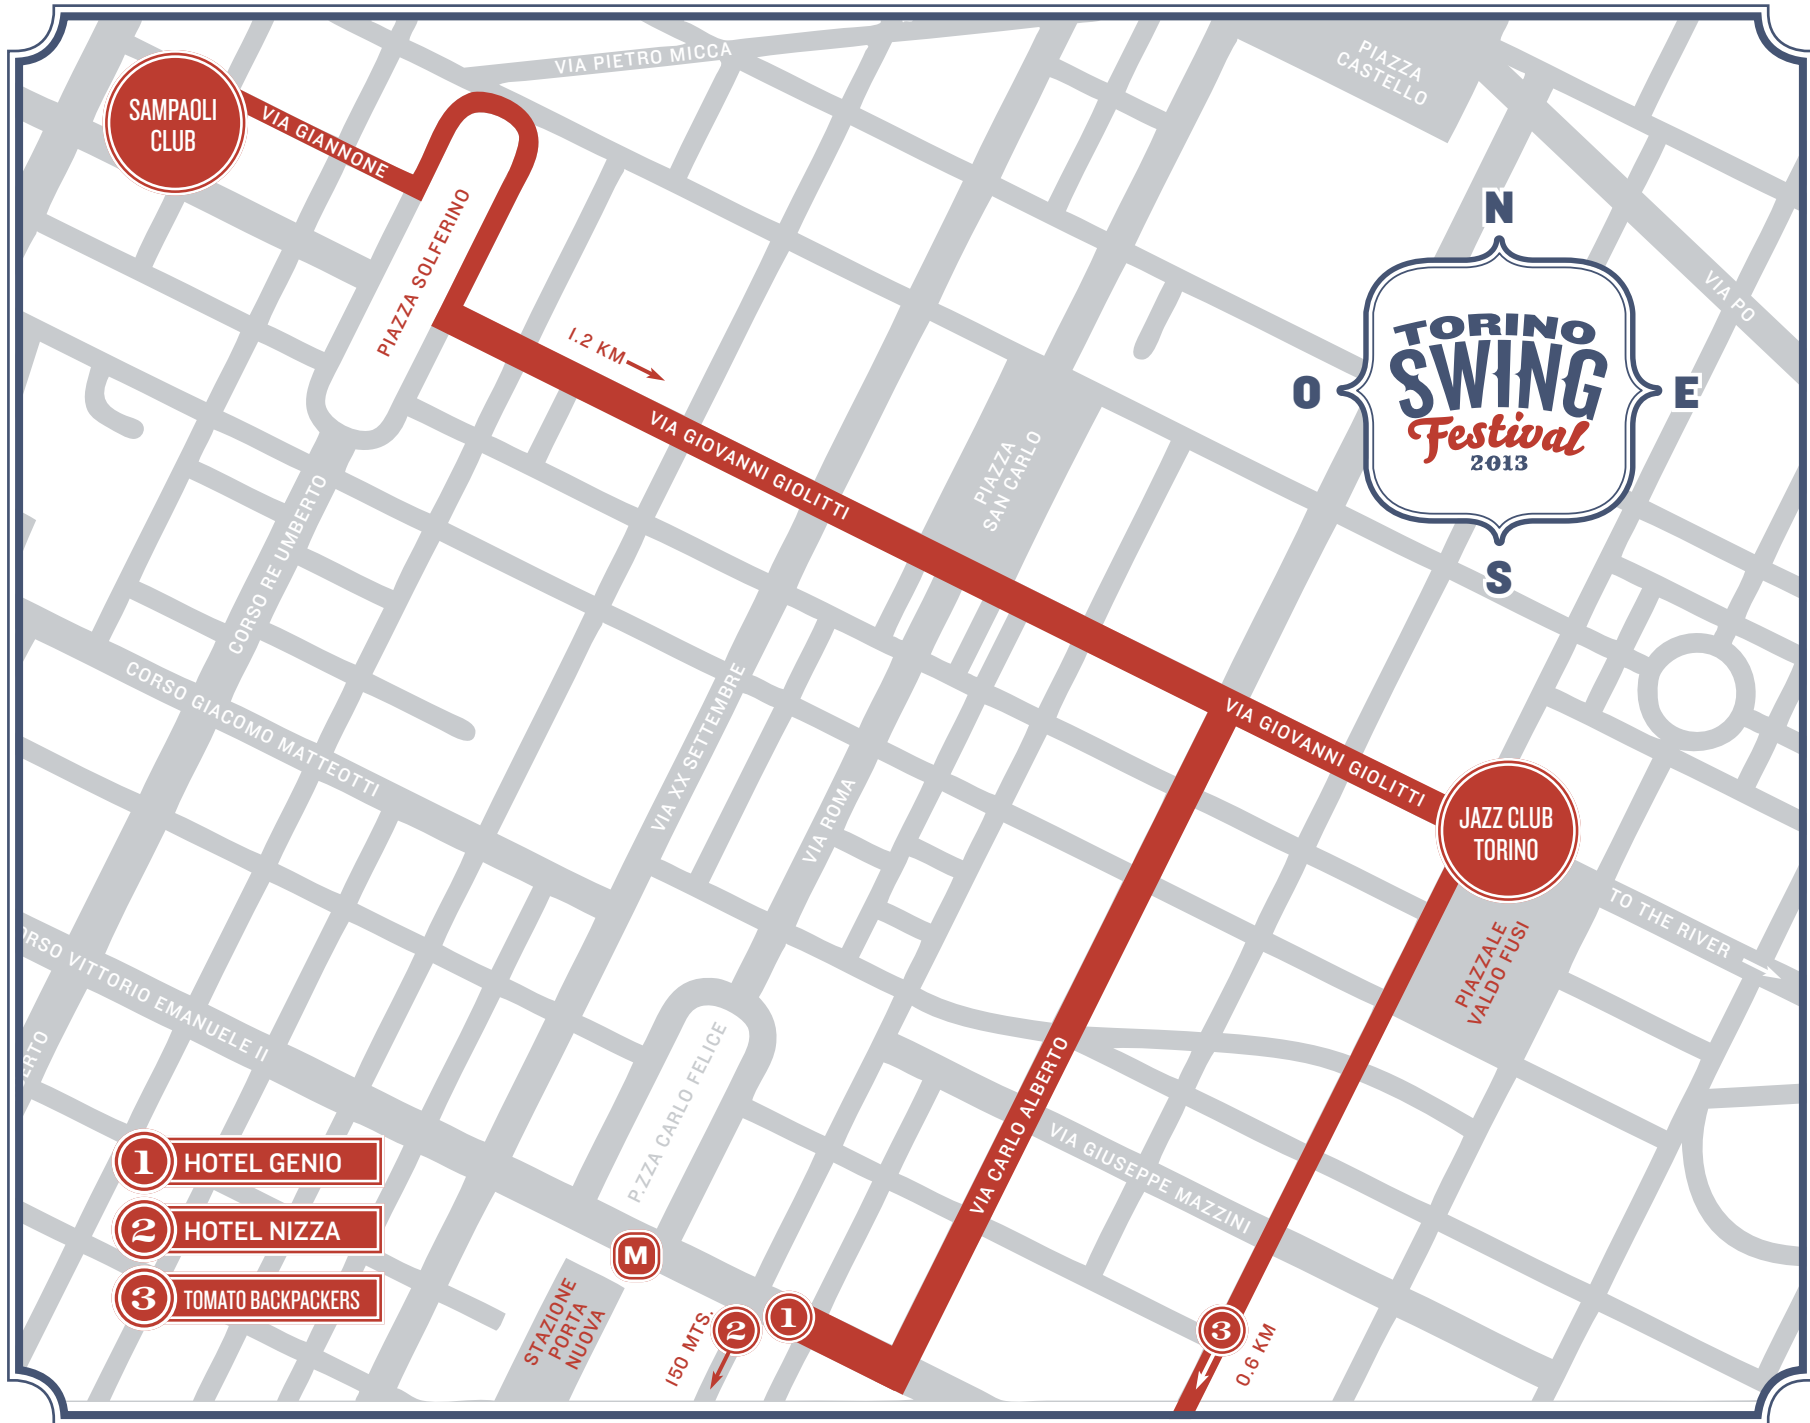 VIA PIETRO MICCA
PIAZZA
CASTELLO
SAMPAOLI
CLUB
VIA GIANNONE
PIAZZA SOLFERINO
N
O
E
S
TORINO
SWING
Festival
2013
VIA PO
1.2 KM
VIA GIOVANNI GIOLITTI
PIAZZA
SAN CARLO
CORSO RE UMBERTO
CORSO GIACOMO MATTEOTTI
VIA XX SETTEMBRE
VIA ROMA
VIA GIOVANNI GIOLITTI
JAZZ CLUB
TORINO
TO THE RIVER
PIAZZALE
VALDO FUSI
ORSO VITTORIO EMANUELE II
ERTO
P.ZZA CARLO FELICE
VIA CARLO ALBERTO
VIA GIUSEPPE MAZZINI
1 HOTEL GENIO
2 HOTEL NIZZA
3 TOMATO BACKPACKERS
M
STAZIONE
PORTA
NUOVA
150 MTS.
2
1
3
0.6 KM